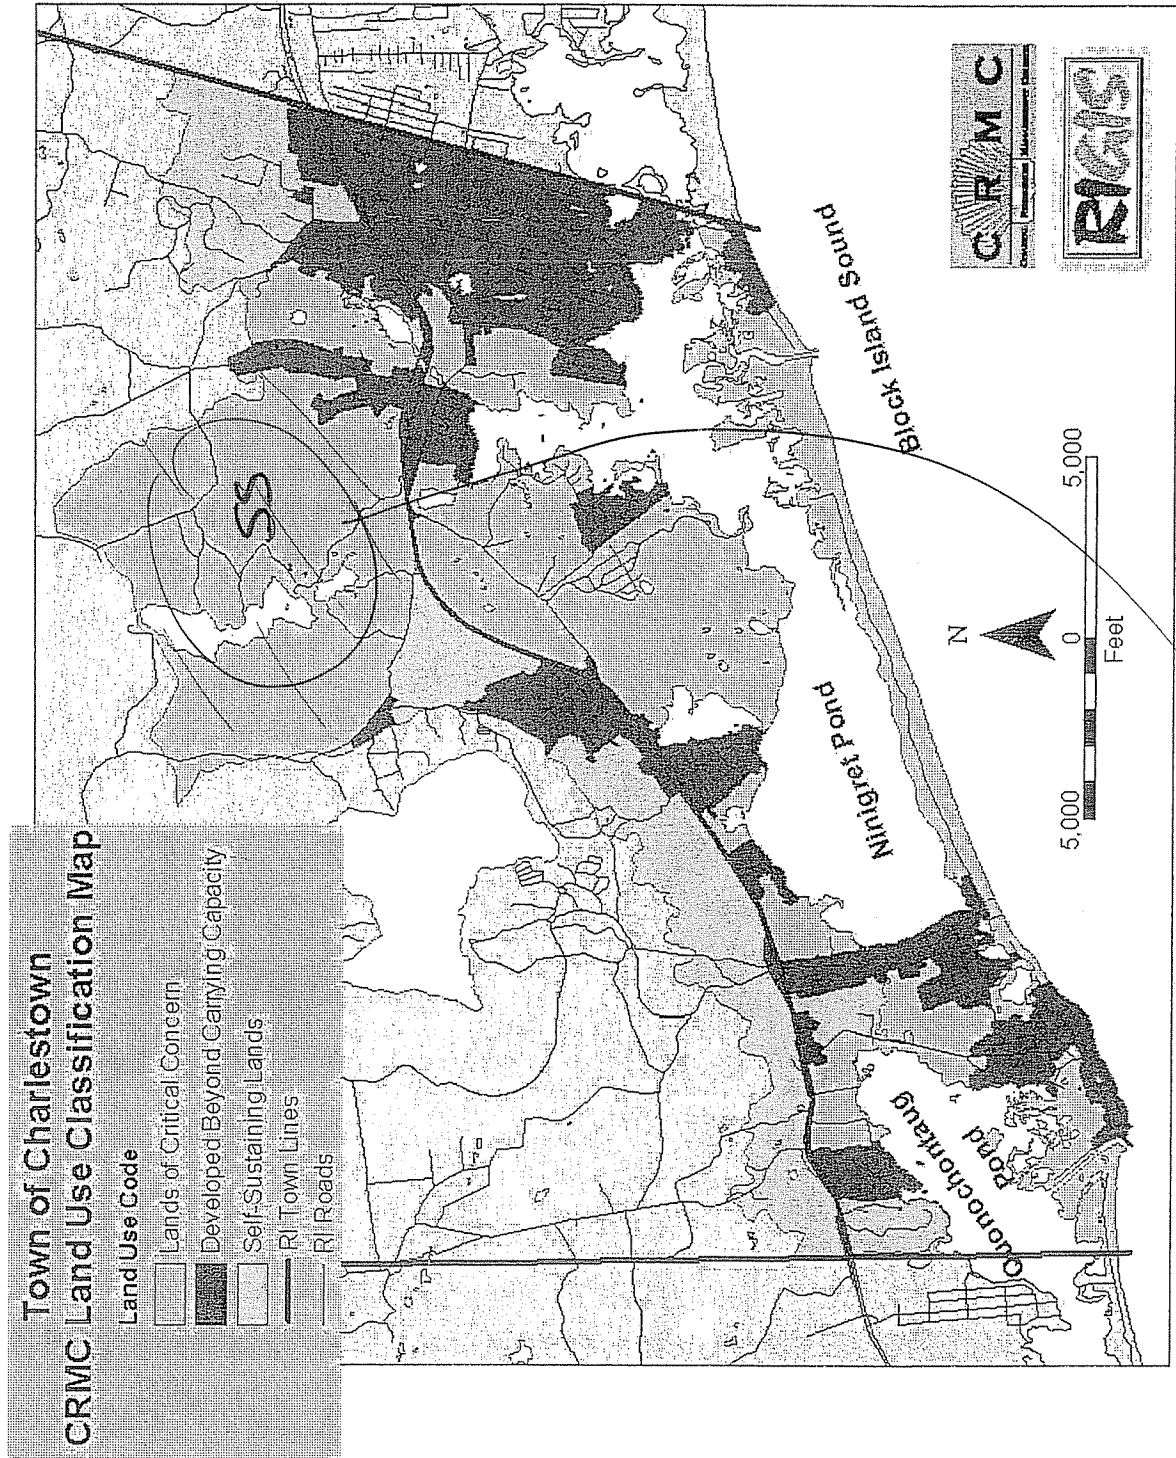 Town of Charlestown
CRMC Land Use Classification Map
Land Use Code
Lands of Critical Concern
Developed Beyond Carrying Capacity
Self-Sustaining Lands
RI Town Lines
RI Roads
SS
Quonochontaug
Pond
Ninigret Pond
Block Island Sound
N
5,000 0 5,000
Feet
CRMC
RIGIS